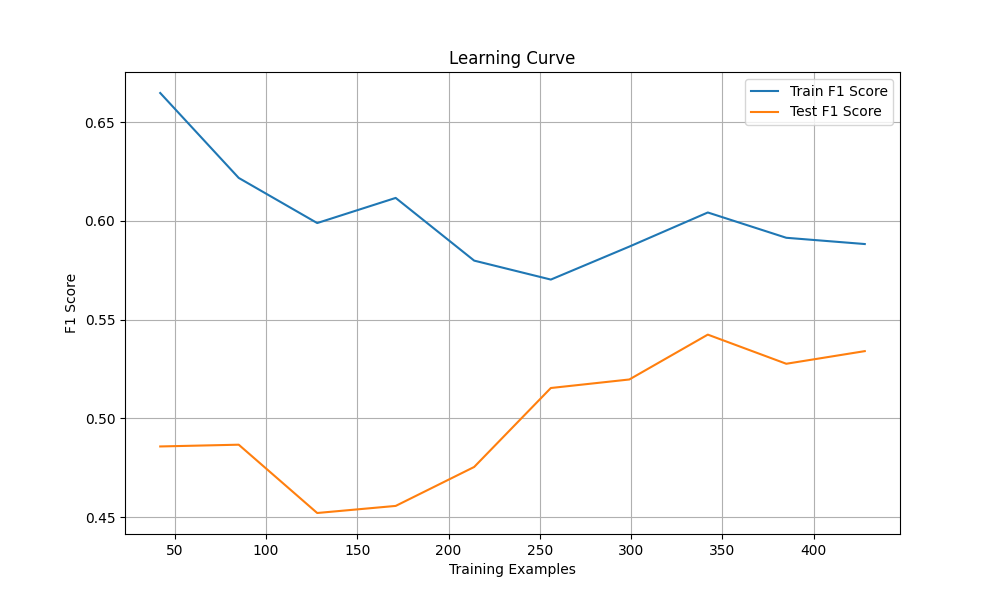 Learning Curve
Train F1 Score
Test F1 Score
F1 Score
0.65
0.60
0.55
0.50
0.45
50 100 150 200 250 300 350 400
Training Examples